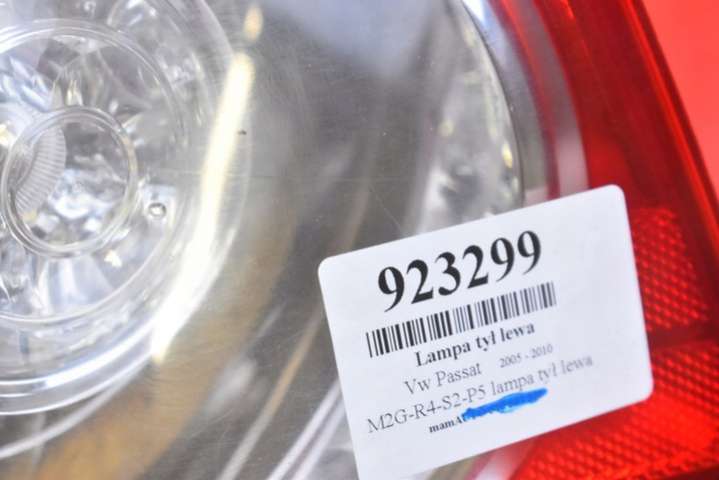 923299
Lampa tył lewa
Vw Passat 2005 - 2010
M2G-R4-S2-P5 lampa tył lewa